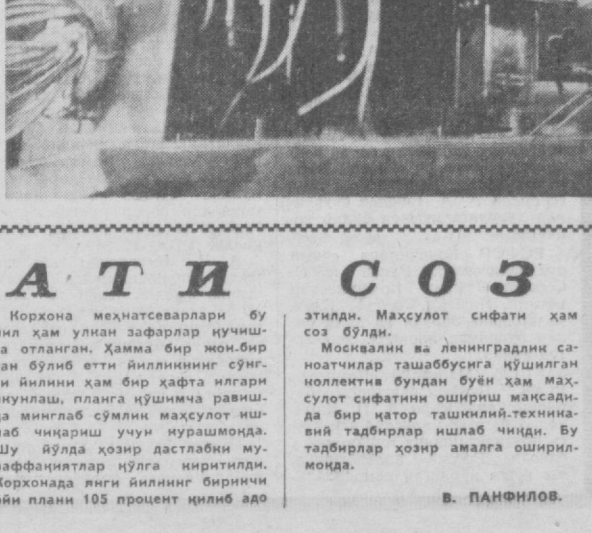 АТИ СОЗ
Корхона меҳнатсеварлари бу
йил ҳам улкан зафарлар қучиш-
а отланган. Ҳамма бир жон-бир
ан бўлиб етти йилликнинг сўнг-
и йилини ҳам бир ҳафта илгари
якунлаш, планга қўшимча равиш-
да минглаб сўмлик маҳсулот иш-
лаб чиқариш учун курашмоқда.
Шу йўлда ҳозир дастлабки му-
ваффақиятлар қўлга киритилди.
Корхонада янги йилнинг биринчи
ойи плани 105 процент қилиб адо
этилди. Маҳсулот сифати ҳам
соз бўлди.
Москвалик ва ленинградлик са-
ноатчилар ташаббусига қўшилган
коллектив бундан буён ҳам маҳ-
сулот сифатини ошириш мақсади-
да бир қатор ташкилий-техника-
вий тадбирлар ишлаб чиқди. Бу
тадбирлар ҳозир амалга оширил-
моқда.
В. ПАНФИЛОВ.